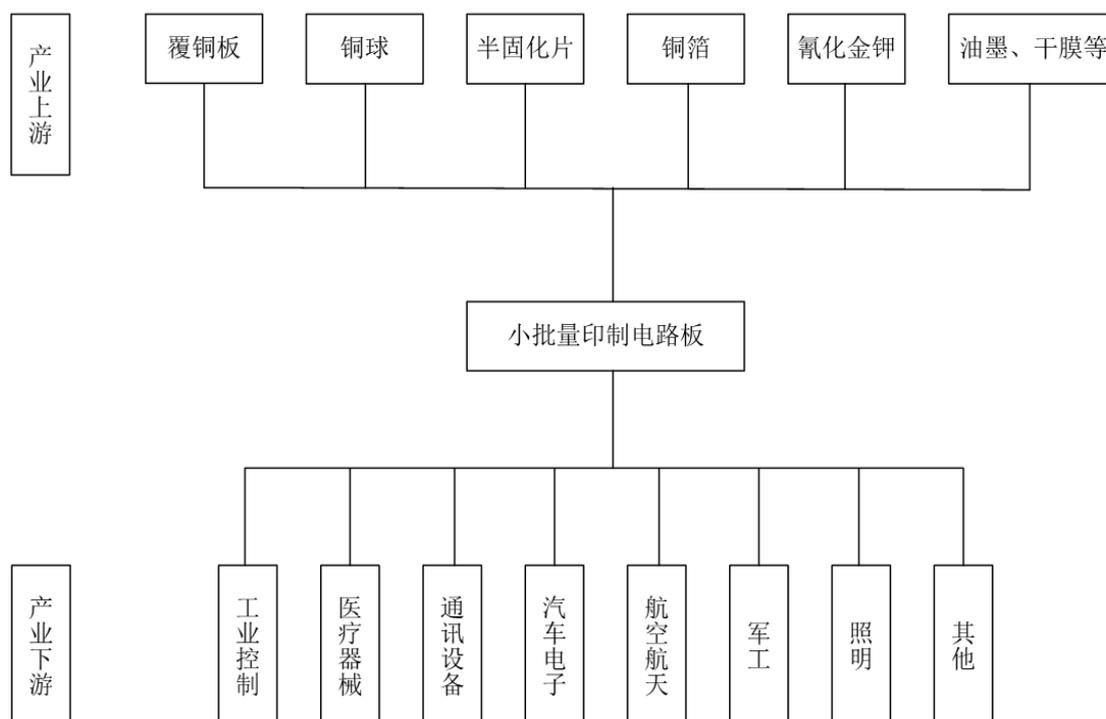 产业上游
覆铜板
铜球
半固化片
铜箔
氰化金钾
油墨、干膜等
小批量印制电路板
产业下游
工业控制
医疗器械
通讯设备
汽车电子
航空航天
军工
照明
其他